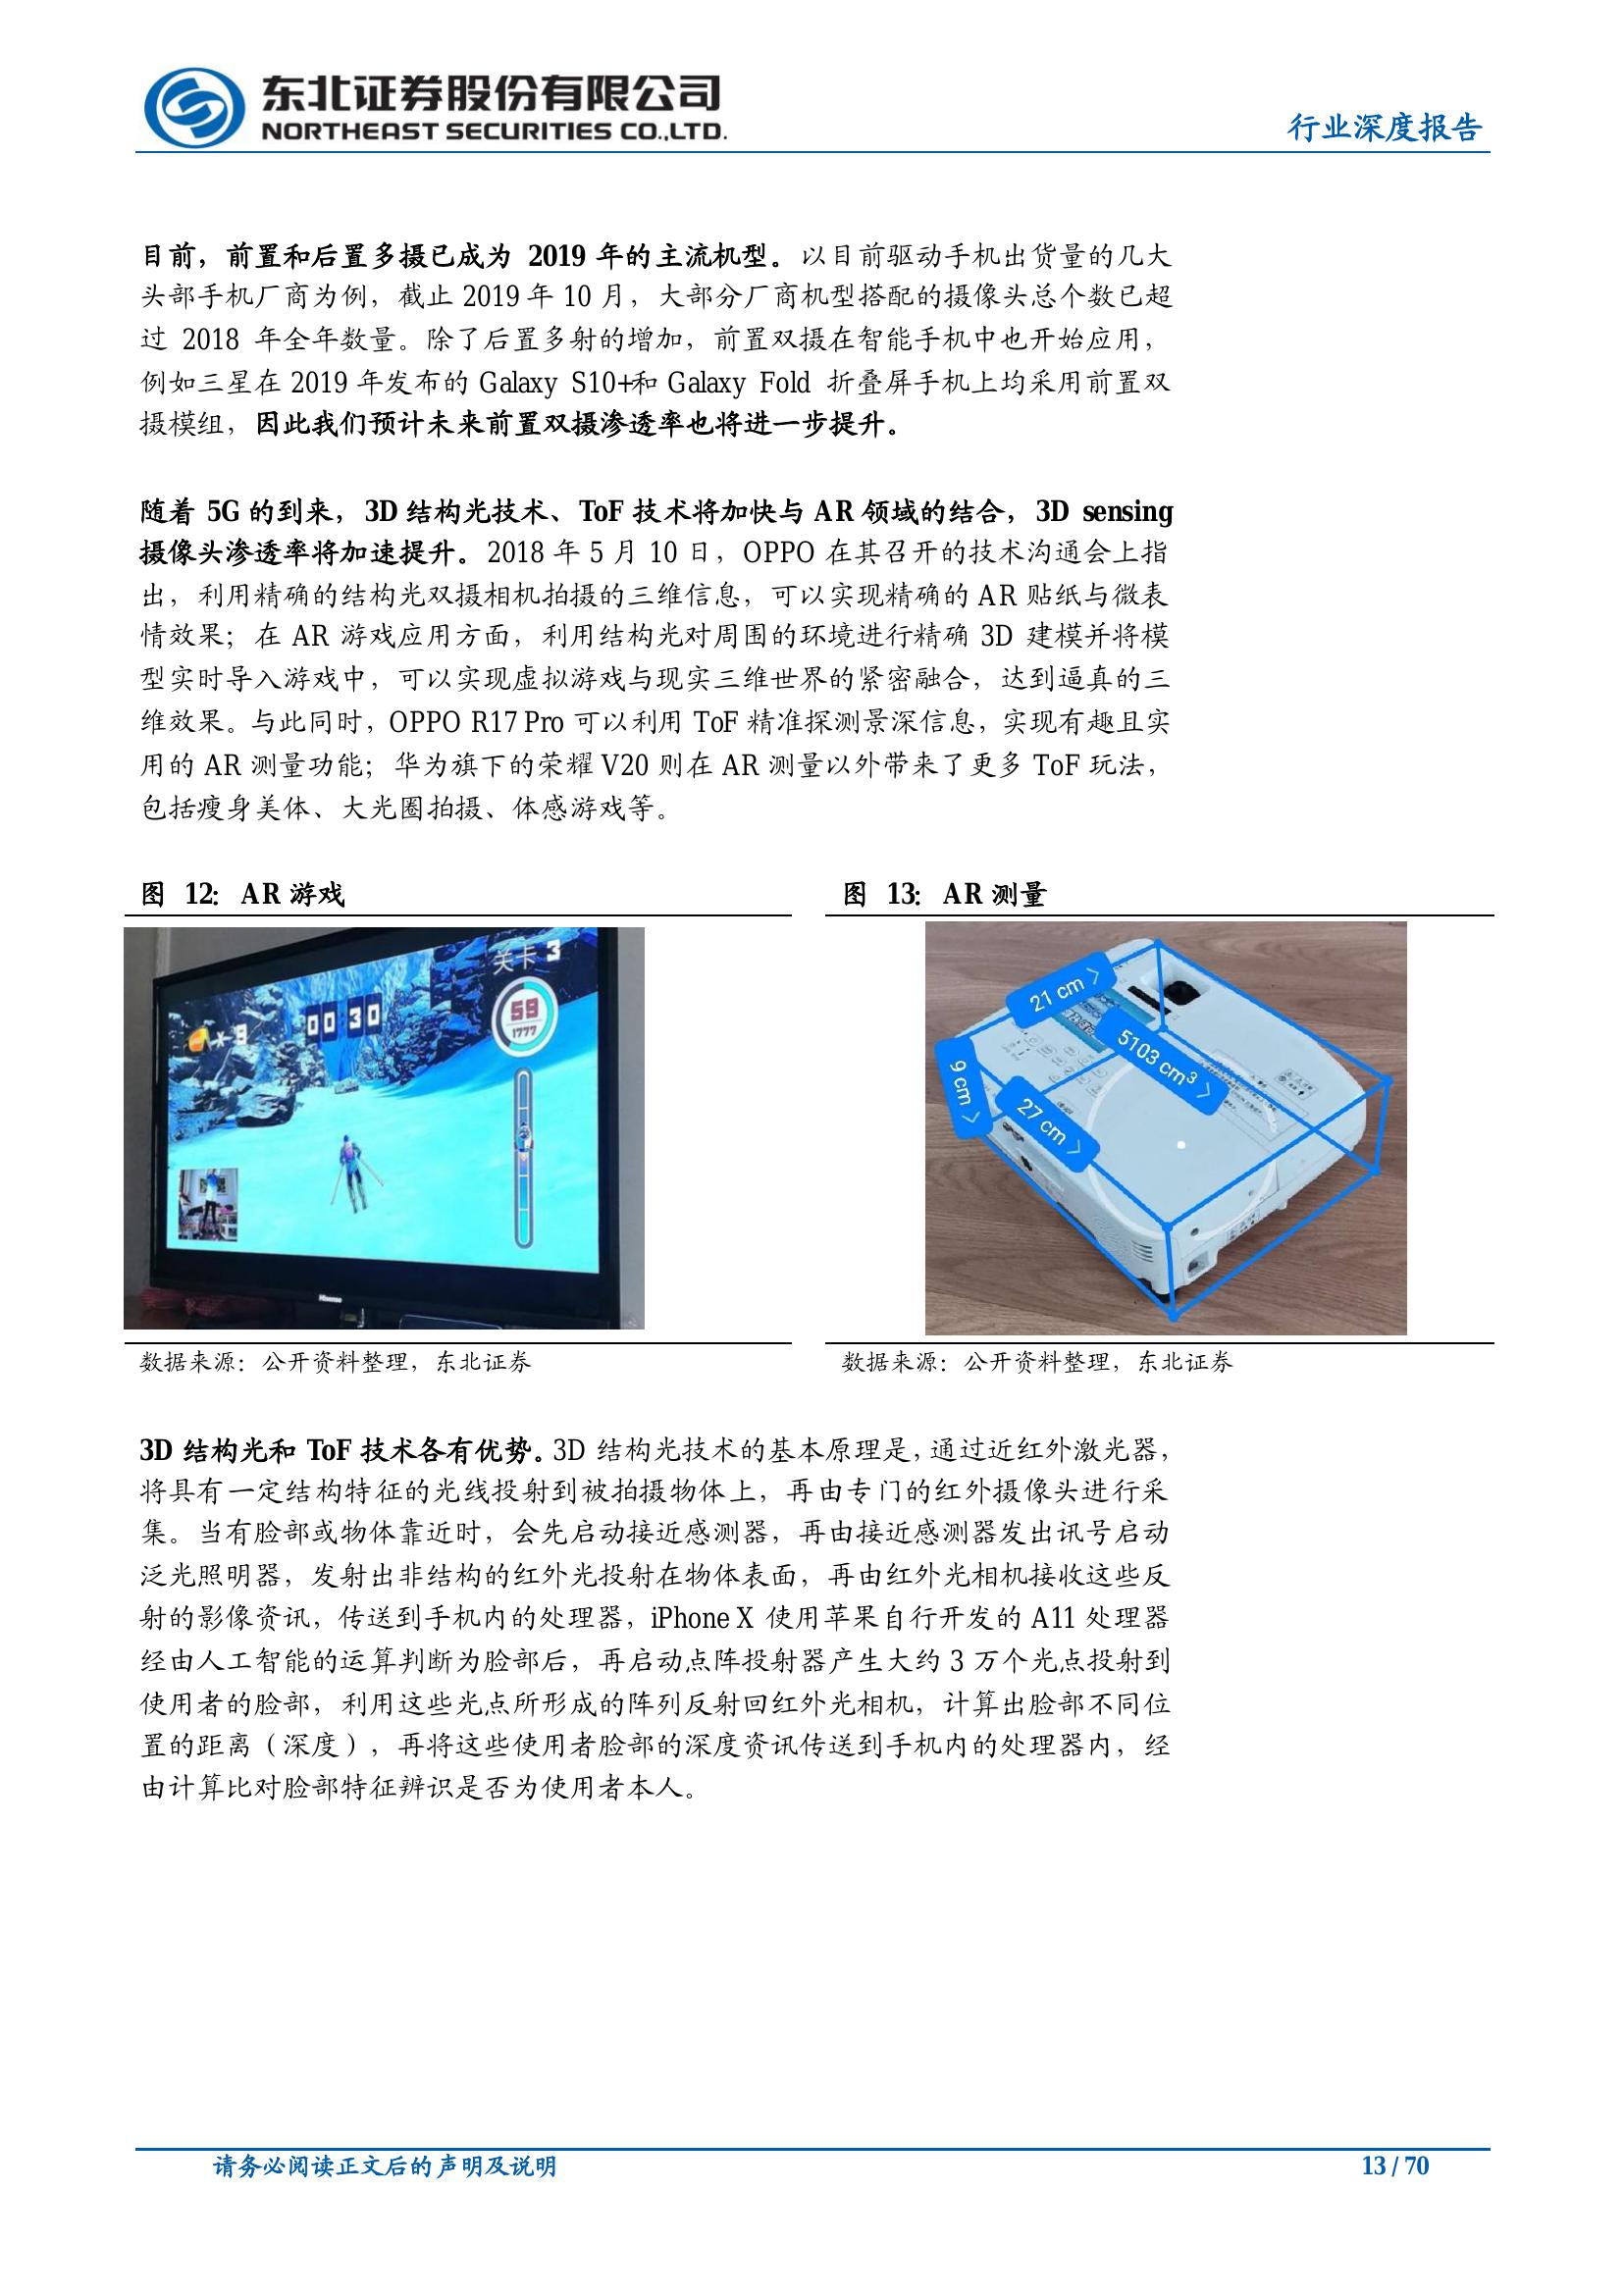 东北证券股份有限公司
NORTHEAST SECURITIES CO.,LTD.
行业深度报告
目前，前置和后置多摄已成为 2019 年的主流机型。以目前驱动手机出货量的几大
头部手机厂商为例，截止 2019 年 10 月，大部分厂商机型搭配的摄像头总个数已超
过 2018 年全年数量。除了后置多射的增加，前置双摄在智能手机中也开始应用，
例如三星在 2019 年发布的 Galaxy S10+和 Galaxy Fold 折叠屏手机上均采用前置双
摄模组，因此我们预计未来前置双摄渗透率也将进一步提升。
随着 5G 的到来，3D 结构光技术、ToF 技术将加快与 AR 领域的结合，3D sensing
摄像头渗透率将加速提升。2018 年 5 月 10 日，OPPO 在其召开的技术沟通会上指
出，利用精确的结构光双摄相机拍摄的三维信息，可以实现精确的 AR 贴纸与微表
情效果；在 AR 游戏应用方面，利用结构光对周围的环境进行精确 3D 建模并将模
型实时导入游戏中，可以实现虚拟游戏与现实三维世界的紧密融合，达到逼真的三
维效果。与此同时，OPPO R17 Pro 可以利用 ToF 精准探测景深信息，实现有趣且实
用的 AR 测量功能；华为旗下的荣耀 V20 则在 AR 测量以外带来了更多 ToF 玩法，
包括瘦身美体、大光圈拍摄、体感游戏等。
图 12：AR 游戏
图 13：AR 测量
关卡 3
00:30
59
1777
Hisense
21 cm
5103 cm³
9 cm
27 cm
数据来源：公开资料整理，东北证券
数据来源：公开资料整理，东北证券
3D 结构光和 ToF 技术各有优势。3D 结构光技术的基本原理是，通过近红外激光器，
将具有一定结构特征的光线投射到被拍摄物体上，再由专门的红外摄像头进行采
集。当有脸部或物体靠近时，会先启动接近感测器，再由接近感测器发出讯号启动
泛光照明器，发射出非结构的红外光投射在物体表面，再由红外光相机接收这些反
射的影像资讯，传送到手机内的处理器，iPhone X 使用苹果自行开发的 A11 处理器
经由人工智能的运算判断为脸部后，再启动点阵投射器产生大约 3 万个光点投射到
使用者的脸部，利用这些光点所形成的阵列反射回红外光相机，计算出脸部不同位
置的距离（深度），再将这些使用者脸部的深度资讯传送到手机内的处理器内，经
由计算比对脸部特征辨识是否为使用者本人。
请务必阅读正文后的声明及说明
13 / 70